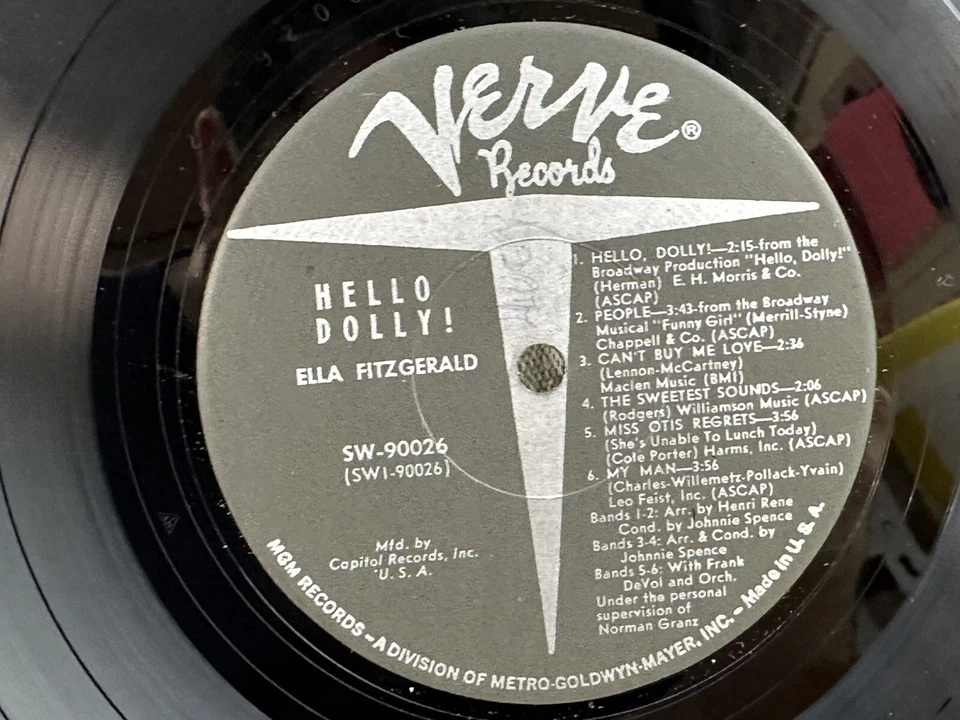 VERVE®
Records
HELLO
DOLLY!
ELLA FITZGERALD
SW-90026
(SW1-90026)
Mfd. by
Capitol Records, Inc.
U. S. A.
1. HELLO, DOLLY!—2:15-from the
Broadway Production "Hello, Dolly!"
(Herman) E. H. Morris & Co.
(ASCAP)
2. PEOPLE—3:43-from the Broadway
Musical "Funny Girl" (Merrill-Styne)
Chappell & Co. (ASCAP)
3. CAN'T BUY ME LOVE—2:36
(Lennon-McCartney)
Maclen Music (BMI)
4. THE SWEETEST SOUNDS—2:06
(Rodgers) Williamson Music (ASCAP)
5. MISS OTIS REGRETS—3:56
(She's Unable To Lunch Today)
(Cole Porter) Harms, Inc. (ASCAP)
6. MY MAN—3:56
(Charles-Willemetz-Pollack-Yvain)
Leo Feist, Inc. (ASCAP)
Bands 1-2: Arr. by Henri Rene
Cond. by Johnnie Spence
Bands 3-4: Arr. & Cond. by
Johnnie Spence
Bands 5-6: With Frank
DeVol and Orch.
Under the personal
supervision of
Norman Granz
MGM RECORDS – A DIVISION OF METRO-GOLDWYN-MAYER, INC. – Made in U. S. A.